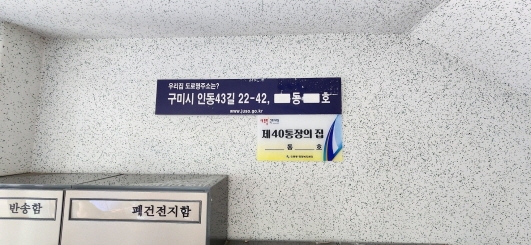 우리집 도로명주소는?
구미시 인동43길 22-42, 동 호
www.juso.go.kr
제40통장의 집
동 호
반송함
폐건전지함